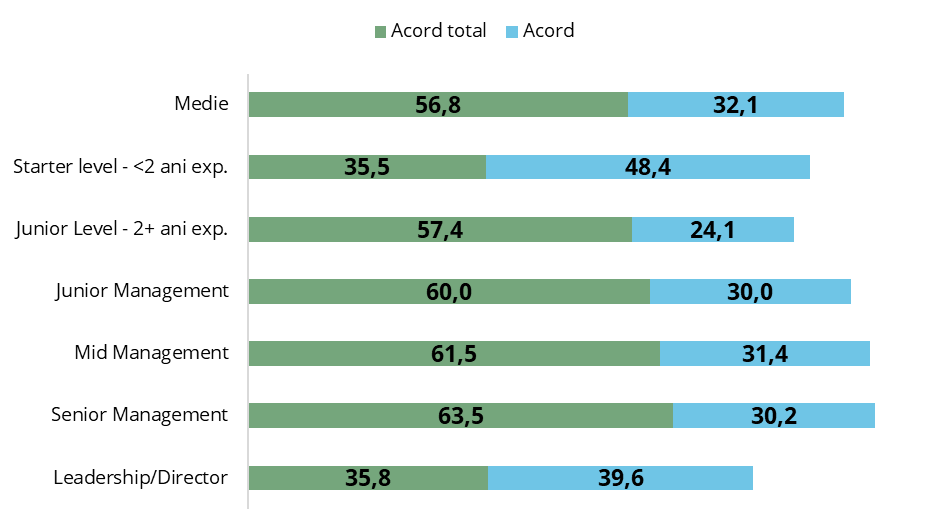 Acord total Acord
Medie 56,8 32,1
Starter level - <2 ani exp. 35,5 48,4
Junior Level - 2+ ani exp. 57,4 24,1
Junior Management 60,0 30,0
Mid Management 61,5 31,4
Senior Management 63,5 30,2
Leadership/Director 35,8 39,6